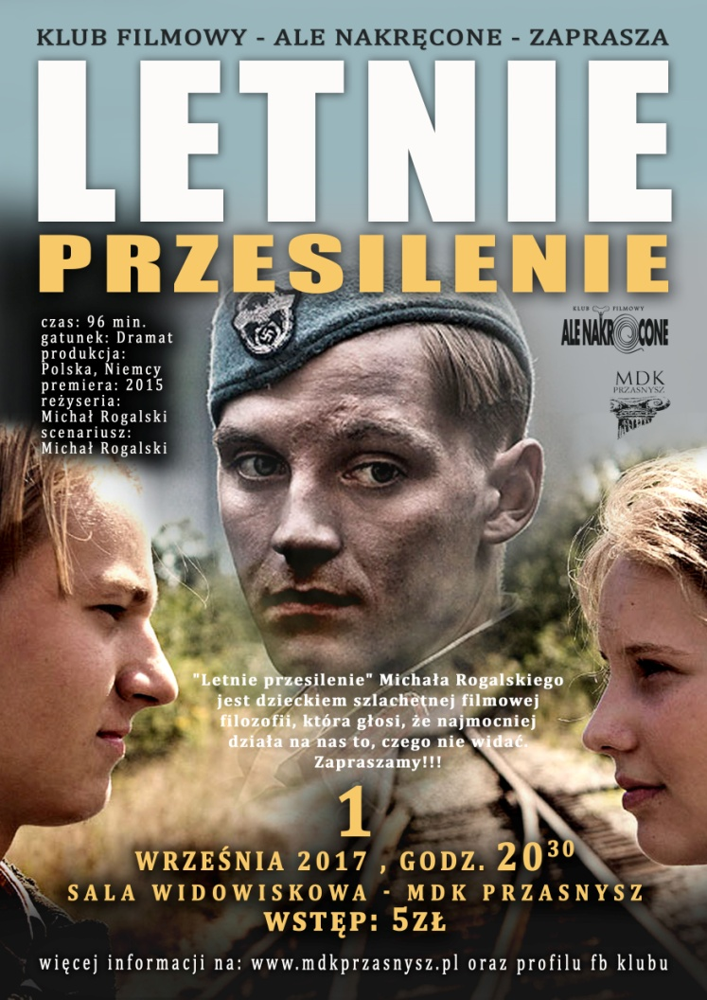 KLUB FILMOWY - ALE NAKRĘCONE - ZAPRASZA
LETNIE
PRZESILENIE
czas: 96 min.
gatunek: Dramat
produkcja:
Polska, Niemcy
premiera: 2015
reżyseria:
Michał Rogalski
scenariusz:
Michał Rogalski
KLUB FILMOWY
ALE NAKRĘCONE
MDK
PRZASNYSZ
"Letnie przesilenie" Michała Rogalskiego
jest dzieckiem szlachetnej filmowej
filozofii, która głosi, że najmocniej
działa na nas to, czego nie widać.
Zapraszamy!!!
1
WRZEŚNIA 2017 , GODZ. 20³⁰
SALA WIDOWISKOWA - MDK PRZASNYSZ
WSTĘP: 5ZŁ
więcej informacji na: www.mdkprzasnysz.pl oraz profilu fb klubu